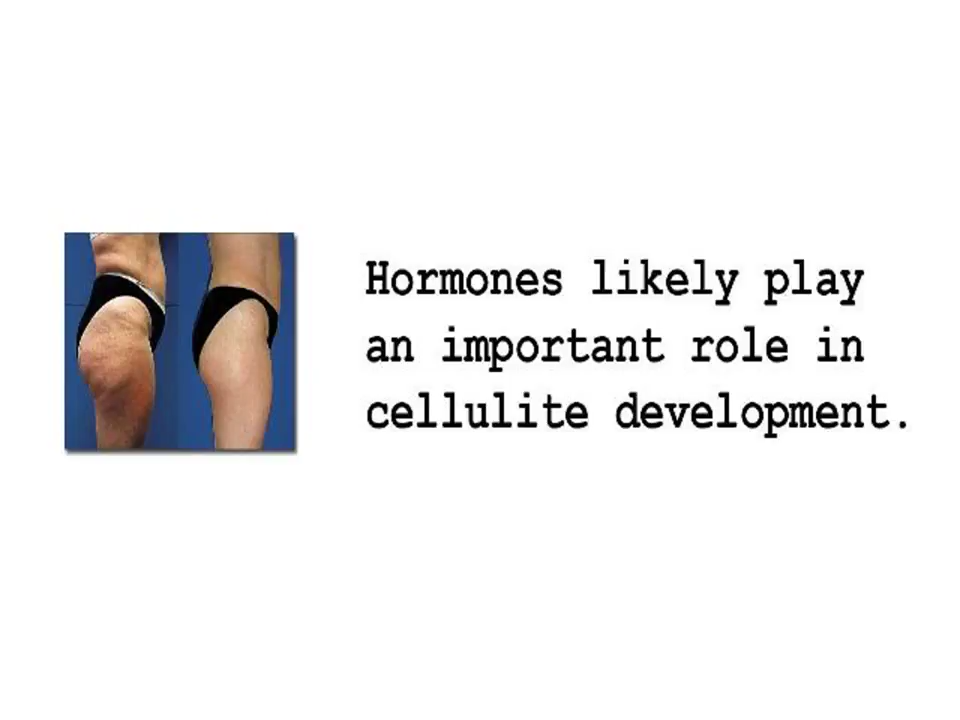 Hormones likely play
an important role in
cellulite development.